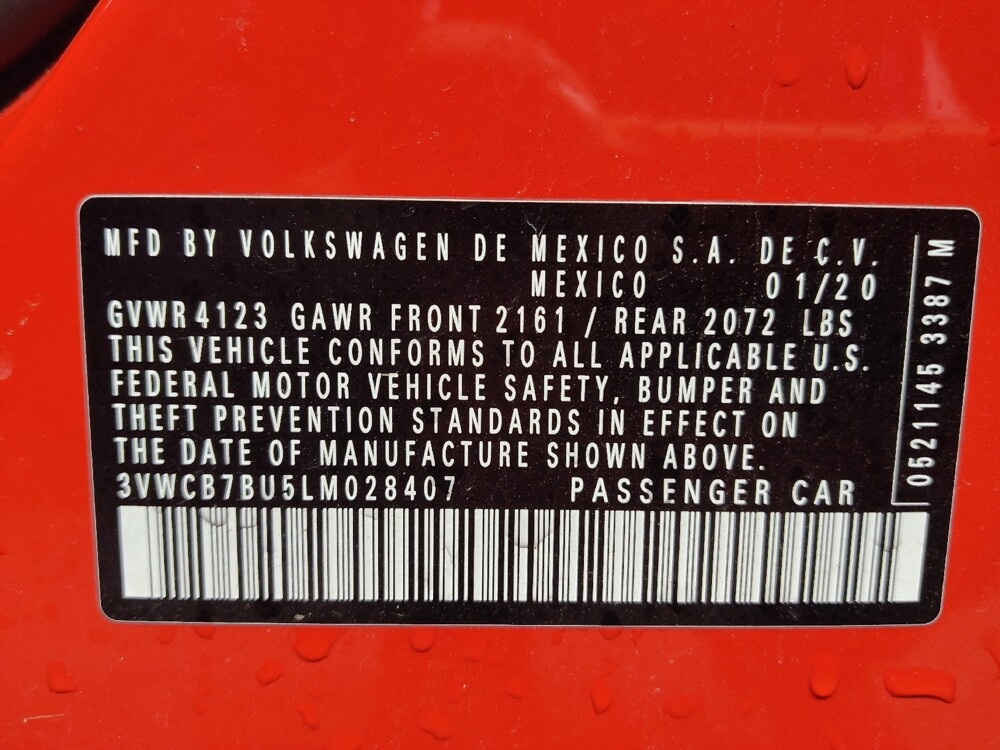 MFD BY VOLKSWAGEN DE MEXICO S.A. DE C.V.
MEXICO 01/20
GVWR 4123 GAWR FRONT 2161 / REAR 2072 LBS
THIS VEHICLE CONFORMS TO ALL APPLICABLE U.S.
FEDERAL MOTOR VEHICLE SAFETY, BUMPER AND
THEFT PREVENTION STANDARDS IN EFFECT ON
THE DATE OF MANUFACTURE SHOWN ABOVE.
3VWCB7BU5LM028407 PASSENGER CAR
0521145 3387 M